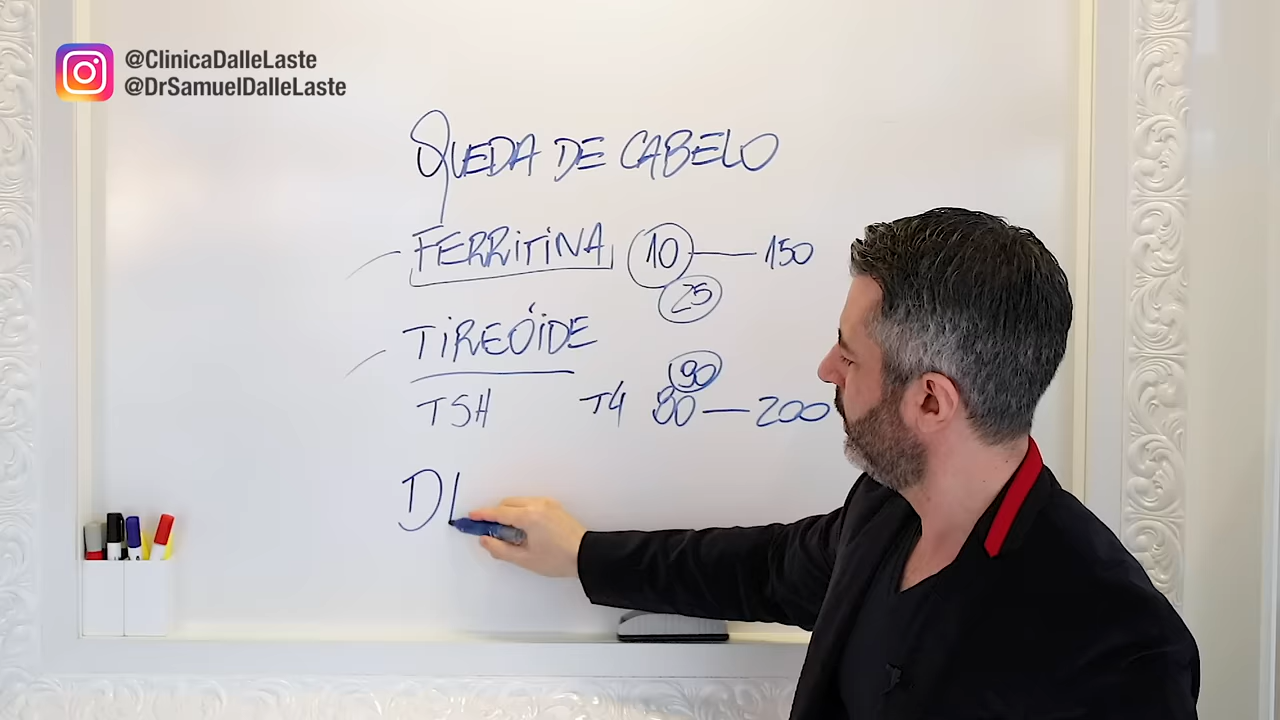 @ClinicaDalleLaste
@DrSamuelDalleLaste
QUEDA DE CABELO
FERRITINA 10 — 150
25
TIREÓIDE
90
TSH T4 80 — 200
DL